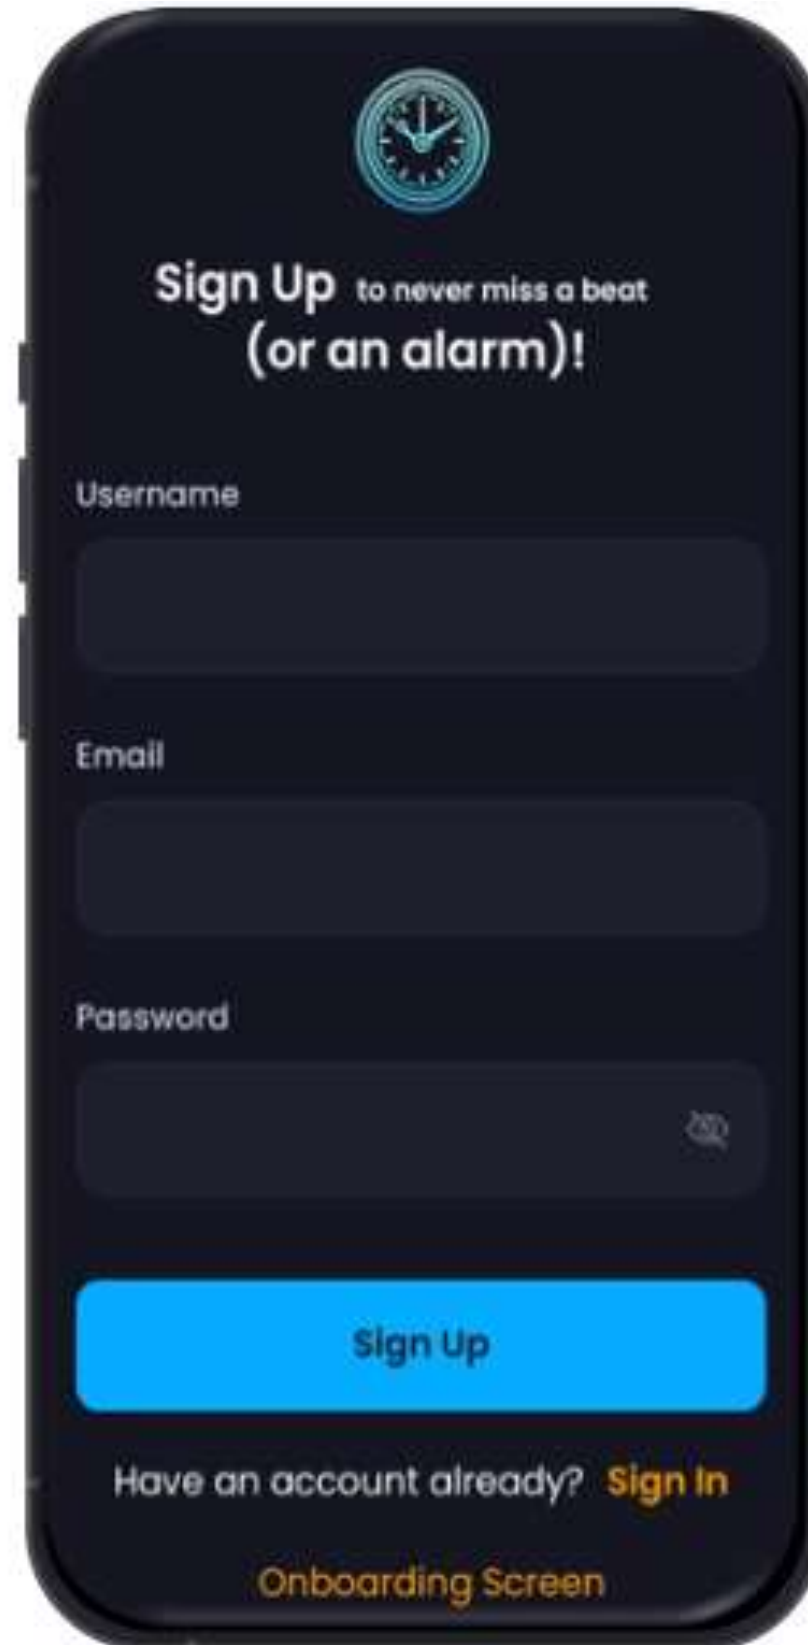 Sign Up to never miss a beat
(or an alarm)!
Username
Email
Password
Sign Up
Have an account already? Sign In
Onboarding Screen